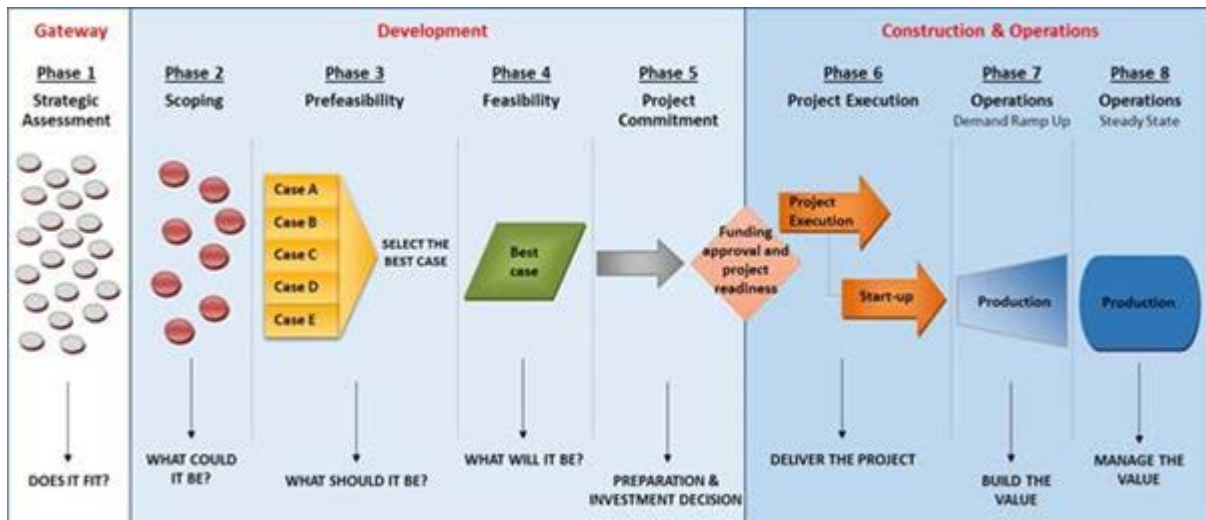 Gateway
Development
Construction & Operations
Phase 1
Strategic
Assessment
Phase 2
Scoping
Phase 3
Prefeasibility
Phase 4
Feasibility
Phase 5
Project
Commitment
Phase 6
Project Execution
Phase 7
Operations
Demand Ramp Up
Phase 8
Operations
Steady State
Case A
Case B
Case C
Case D
Case E
SELECT THE
BEST CASE
Best
case
Funding
approval and
project
readiness
Project
Execution
Start-up
Production
Production
DOES IT FIT?
WHAT COULD
IT BE?
WHAT SHOULD IT BE?
WHAT WILL IT BE?
PREPARATION &
INVESTMENT DECISION
DELIVER THE PROJECT
BUILD THE
VALUE
MANAGE THE
VALUE